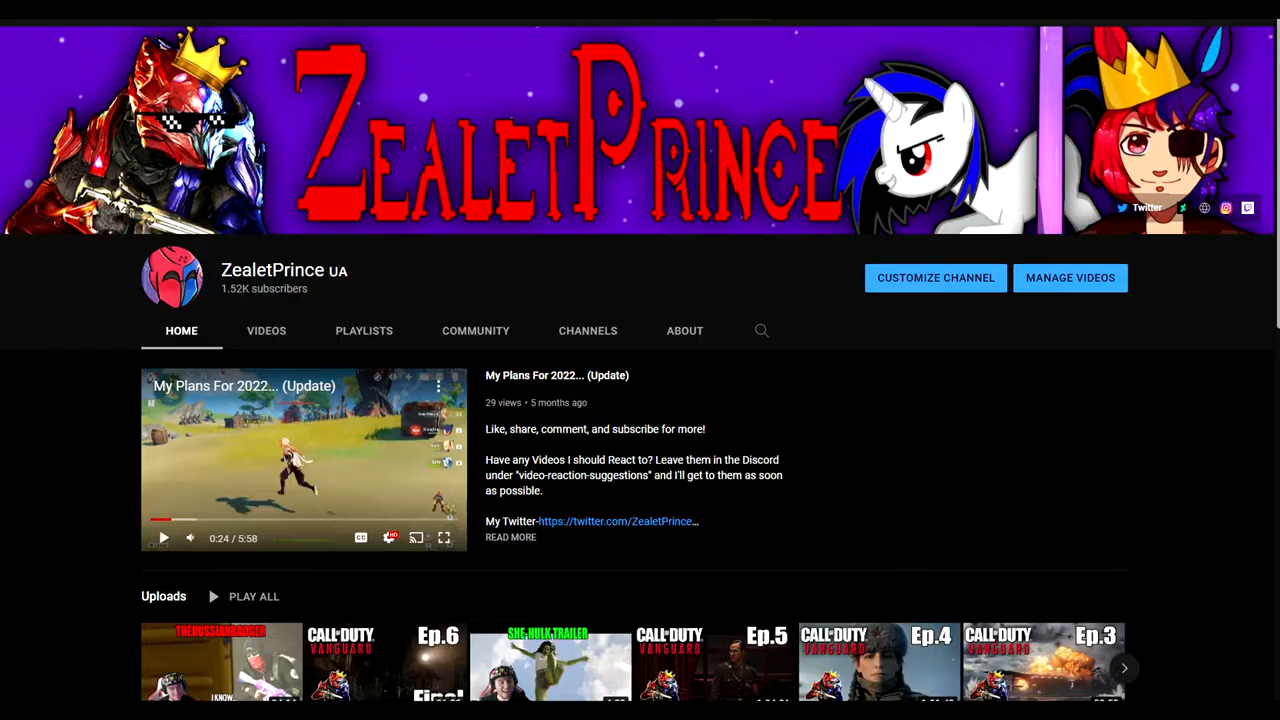 ZEALETPRINCE
Twitter
ZealetPrince UA
1.52K subscribers
CUSTOMIZE CHANNEL
MANAGE VIDEOS
HOME
VIDEOS
PLAYLISTS
COMMUNITY
CHANNELS
ABOUT
My Plans For 2022... (Update)
CC
HD
0:24 / 5:58
My Plans For 2022... (Update)
29 views • 5 months ago
Like, share, comment, and subscribe for more!
Have any Videos I should React to? Leave them in the Discord
under "video-reaction-suggestions" and I'll get to them as soon
as possible.
My Twitter-https://twitter.com/ZealetPrince...
READ MORE
Uploads
PLAY ALL
THERUSSIANBADGER
I KNOW...
CALL OF DUTY
VANGUARD
Ep.6
Final
SHE-HULK TRAILER
CALL OF DUTY
VANGUARD
Ep.5
CALL OF DUTY
VANGUARD
Ep.4
CALL OF DUTY
VANGUARD
Ep.3